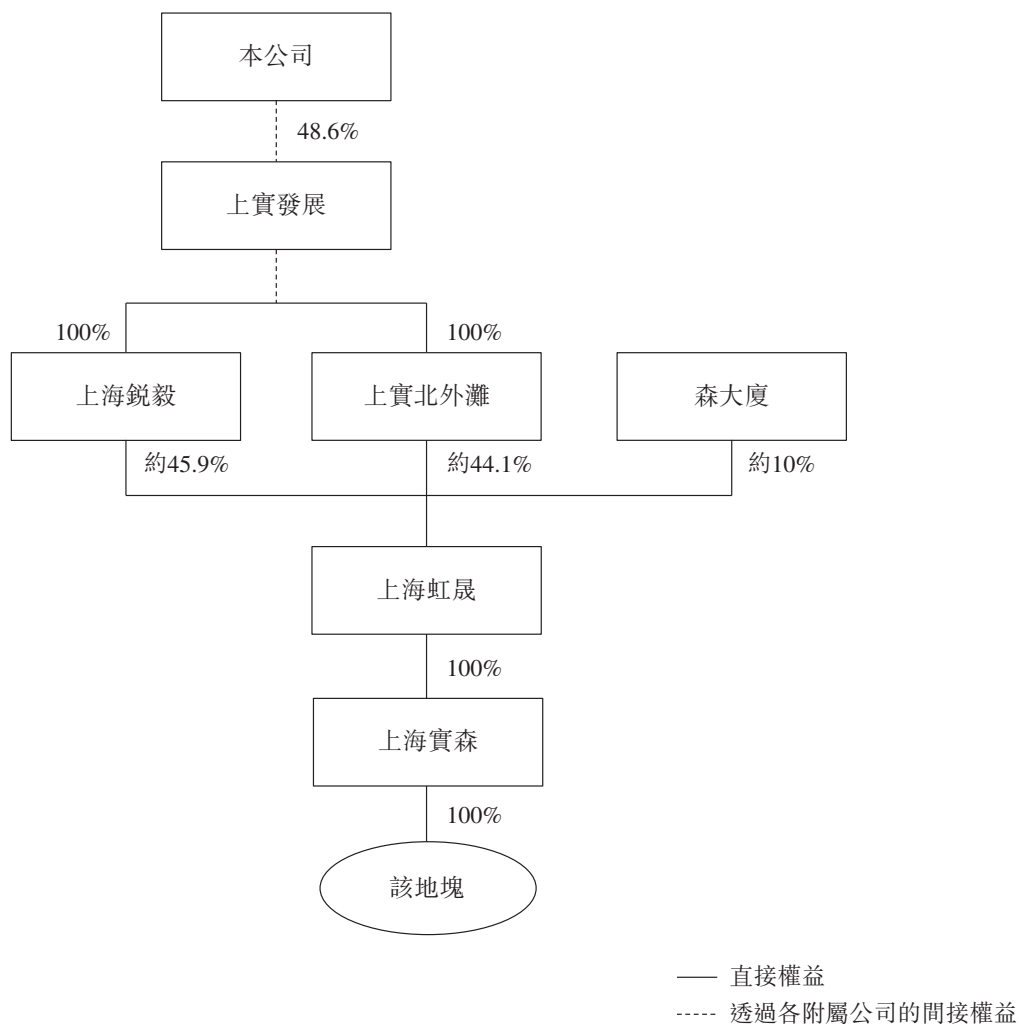 本公司
48.6%
上實發展
100%
100%
上海銳毅
上實北外灘
森大廈
約45.9%
約44.1%
約10%
上海虹晟
100%
上海實森
100%
該地塊
直接權益
透過各附屬公司的間接權益